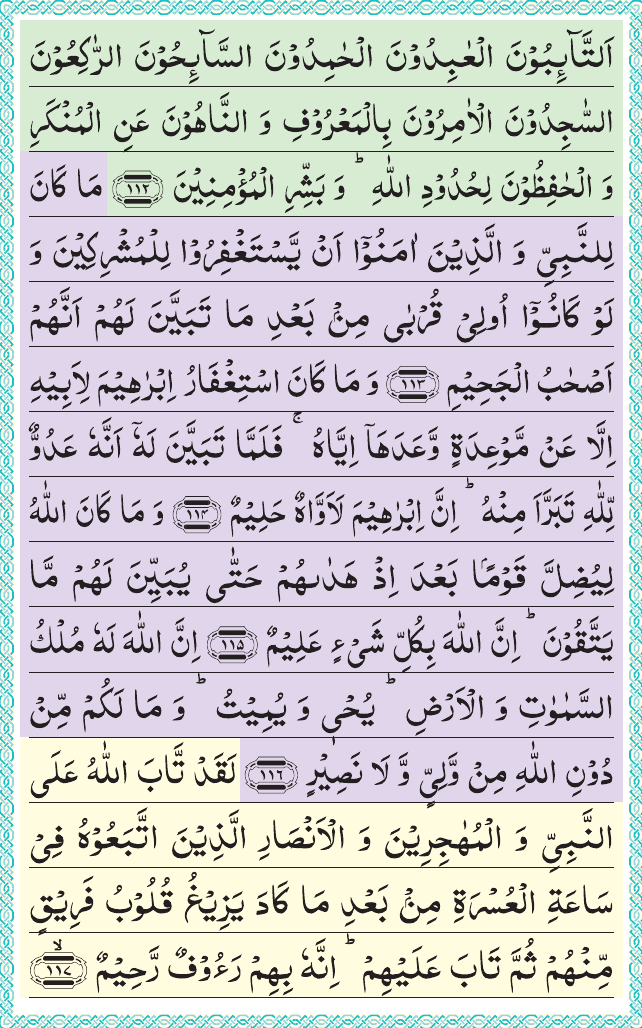 اَلتَّآئِبُوۡنَ الۡعٰبِدُوۡنَ الۡحٰمِدُوۡنَ السَّآئِحُوۡنَ الرّٰكِعُوۡنَ
السّٰجِدُوۡنَ الۡاٰمِرُوۡنَ بِالۡمَعۡرُوۡفِ وَ النَّاهُوۡنَ عَنِ الۡمُنۡكَرِ
وَ الۡحٰفِظُوۡنَ لِحُدُوۡدِ اللّٰهِ ؕ وَ بَشِّرِ الۡمُؤۡمِنِيۡنَ ﴿۱۱۲﴾ مَا كَانَ
لِلنَّبِىِّ وَ الَّذِيۡنَ اٰمَنُوۡۤا اَنۡ يَّسۡتَغۡفِرُوۡا لِلۡمُشۡرِكِيۡنَ وَ
لَوۡ كَانُوۡۤا اُولِىۡ قُرۡبٰى مِنۡۢ بَعۡدِ مَا تَبَيَّنَ لَهُمۡ اَنَّهُمۡ
اَصۡحٰبُ الۡجَحِيۡمِ ﴿۱۱۳﴾ وَ مَا كَانَ اسۡتِغۡفَارُ اِبۡرٰهِيۡمَ لِاَبِيۡهِ
اِلَّا عَنۡ مَّوۡعِدَةٍ وَّعَدَهَاۤ اِيَّاهُ ۚ فَلَمَّا تَبَيَّنَ لَهٗۤ اَنَّهٗ عَدُوٌّ
لِّلّٰهِ تَبَرَّاَ مِنۡهُ ؕ اِنَّ اِبۡرٰهِيۡمَ لَاَوَّاهٌ حَلِيۡمٌ ﴿۱۱۴﴾ وَ مَا كَانَ اللّٰهُ
لِيُضِلَّ قَوۡمًۢا بَعۡدَ اِذۡ هَدٰٮهُمۡ حَتّٰى يُبَيِّنَ لَهُمۡ مَّا
يَتَّقُوۡنَ ؕ اِنَّ اللّٰهَ بِكُلِّ شَىۡءٍ عَلِيۡمٌ ﴿۱۱۵﴾ اِنَّ اللّٰهَ لَهٗ مُلۡكُ
السَّمٰوٰتِ وَ الۡاَرۡضِ ؕ يُحۡىٖ وَ يُمِيۡتُ ؕ وَ مَا لَكُمۡ مِّنۡ
دُوۡنِ اللّٰهِ مِنۡ وَّلِىٍّ وَّ لَا نَصِيۡرٍ ﴿۱۱۶﴾ لَقَدۡ تَّابَ اللّٰهُ عَلَى
النَّبِىِّ وَ الۡمُهٰجِرِيۡنَ وَ الۡاَنۡصَارِ الَّذِيۡنَ اتَّبَعُوۡهُ فِىۡ
سَاعَةِ الۡعُسۡرَةِ مِنۡۢ بَعۡدِ مَا كَادَ يَزِيۡغُ قُلُوۡبُ فَرِيۡقٍ
مِّنۡهُمۡ ثُمَّ تَابَ عَلَيۡهِمۡ ؕ اِنَّهٗ بِهِمۡ رَءُوۡفٌ رَّحِيۡمٌ ۙ﴿۱۱۷﴾